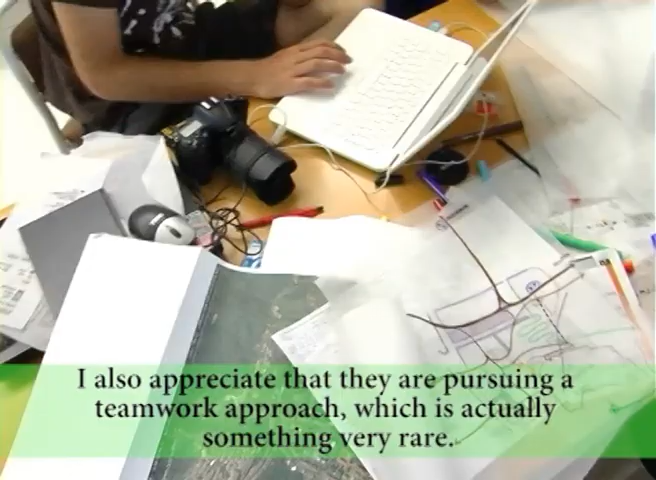 I also appreciate that they are pursuing a
teamwork approach, which is actually
something very rare.